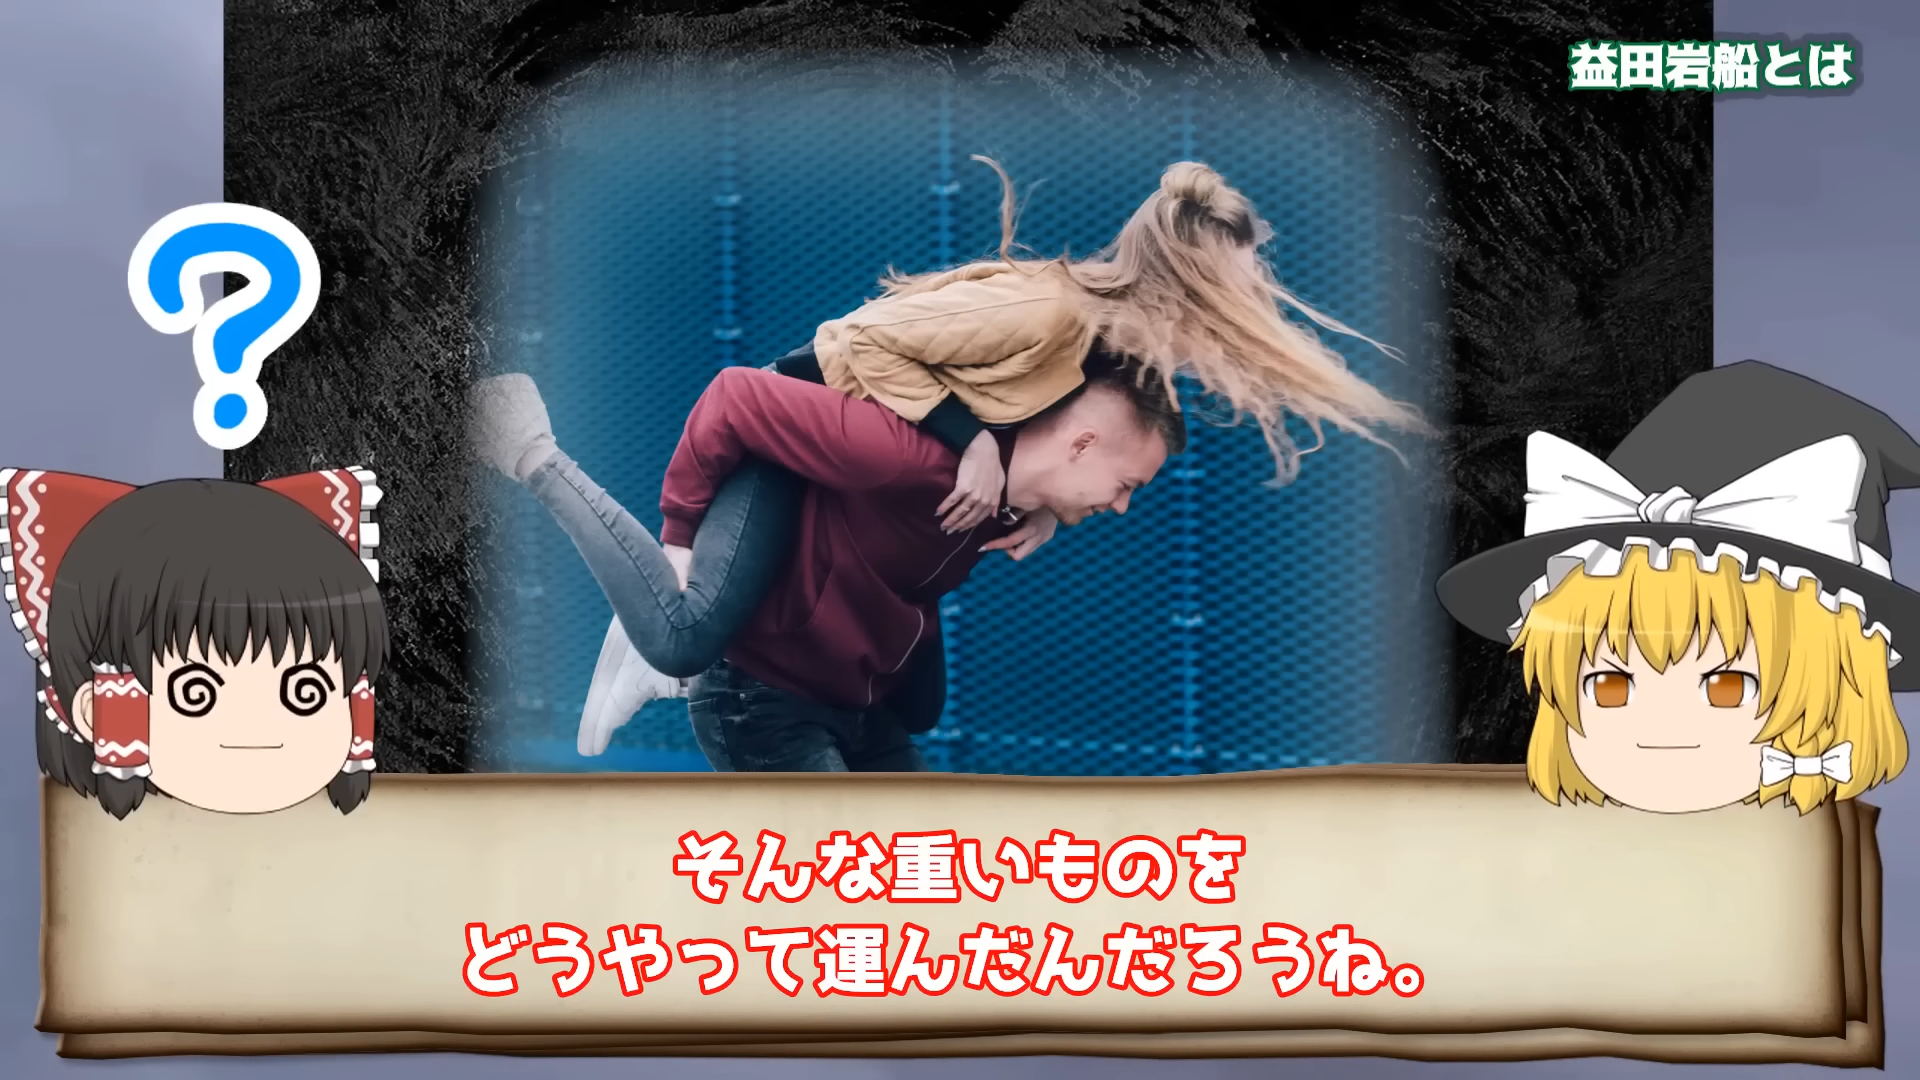 益田岩船とは
?
そんな重いものを
どうやって運んだんだろうね。